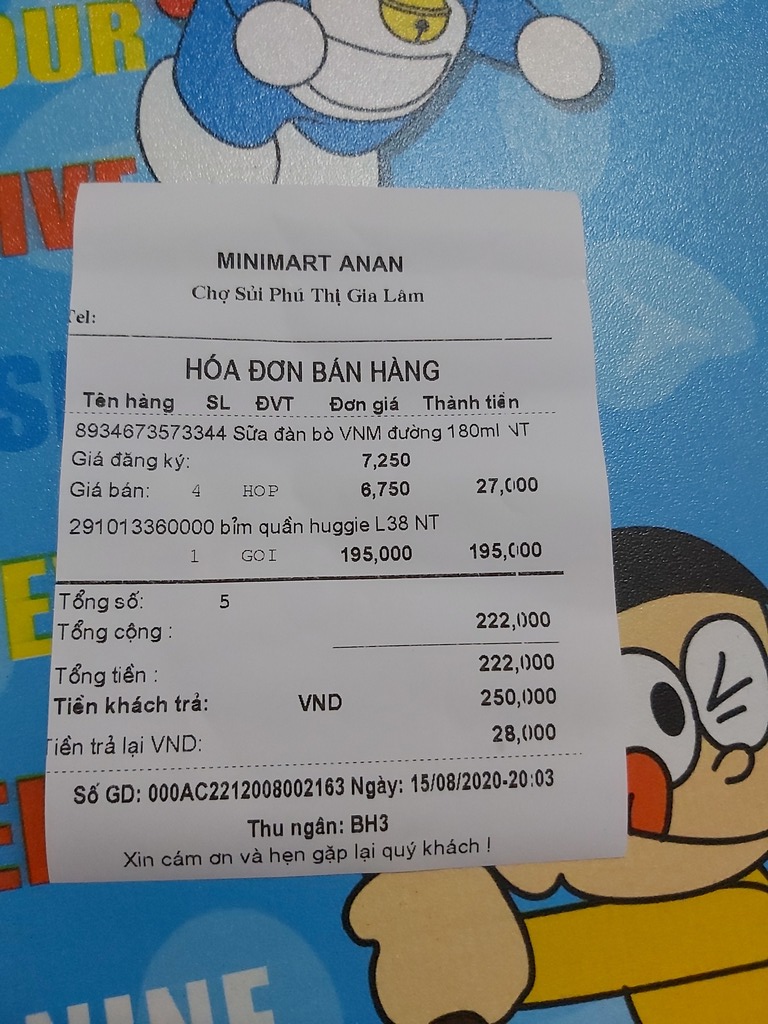 OUR
MINIMART ANAN
Chợ Sủi Phú Thị Gia Lâm
Tel:
HÓA ĐƠN BÁN HÀNG
Tên hàng SL ĐVT Đơn giá Thành tiền
8934673573344 Sữa đàn bò VNM đường 180ml NT
Giá đăng ký: 7,250
Giá bán: 4 HOP 6,750 27,000
291013360000 bỉm quần huggie L38 NT
1 GOI 195,000 195,000
Tổng số: 5
Tổng cộng : 222,000
Tổng tiền : 222,000
Tiền khách trả: VND 250,000
Tiền trả lại VND: 28,000
Số GD: 000AC2212008002163 Ngày: 15/08/2020-20:03
Thu ngân: BH3
Xin cám ơn và hẹn gặp lại quý khách !
NINE